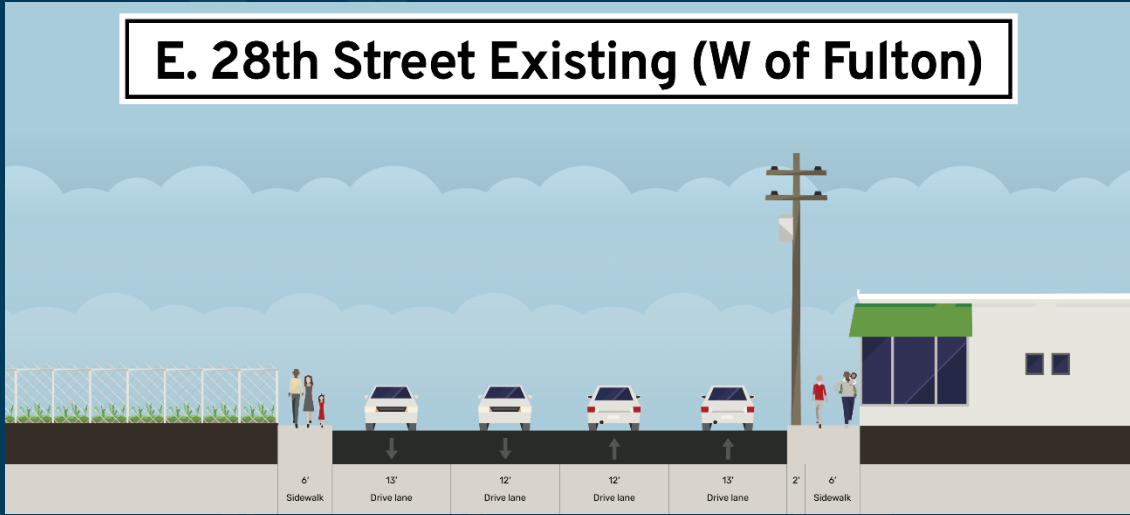 E. 28th Street Existing (W of Fulton)
6' 13' 12' 12' 13' 2' 6'
Sidewalk Drive lane Drive lane Drive lane Drive lane Sidewalk